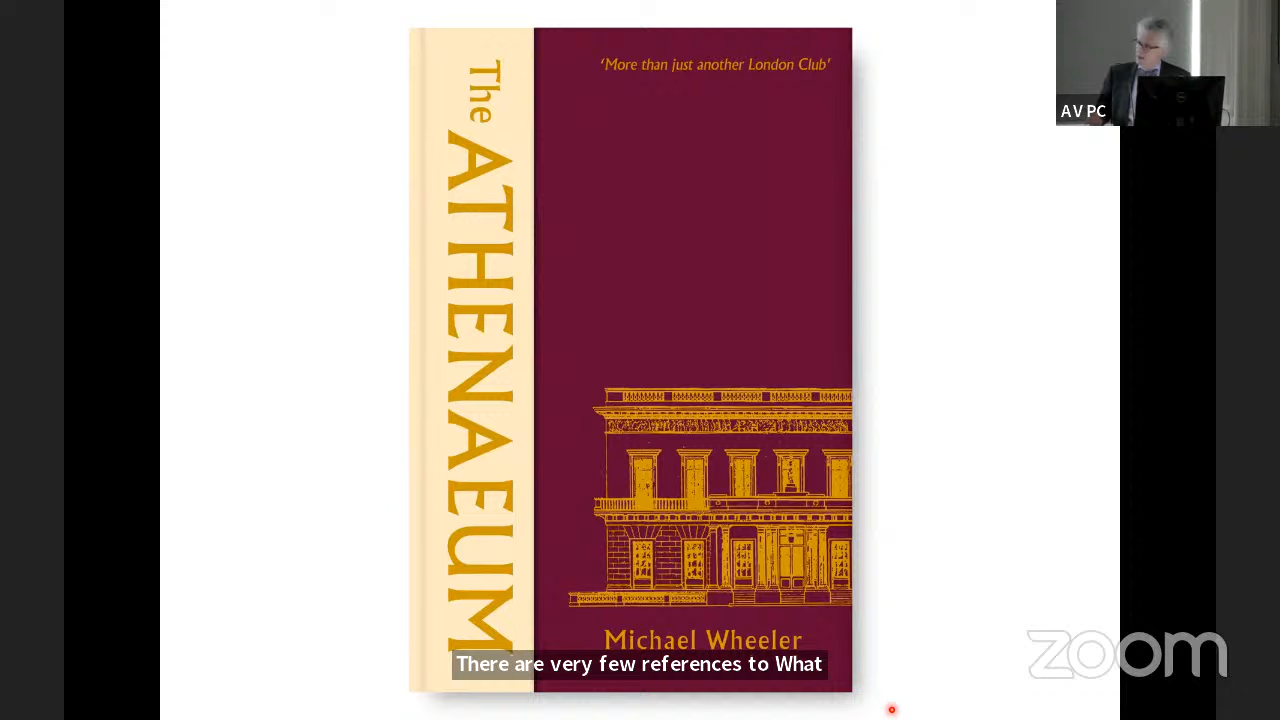 The ATHENAEUM
'More than just another London Club'
Michael Wheeler
There are very few references to What
AV PC
zoom